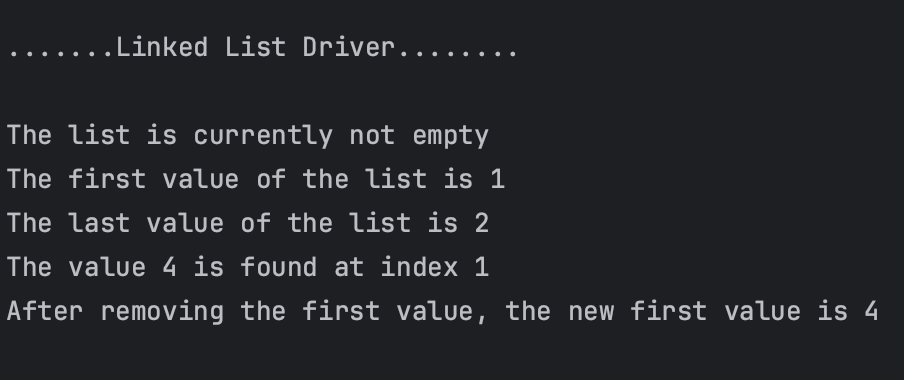 .......Linked List Driver........
The list is currently not empty
The first value of the list is 1
The last value of the list is 2
The value 4 is found at index 1
After removing the first value, the new first value is 4